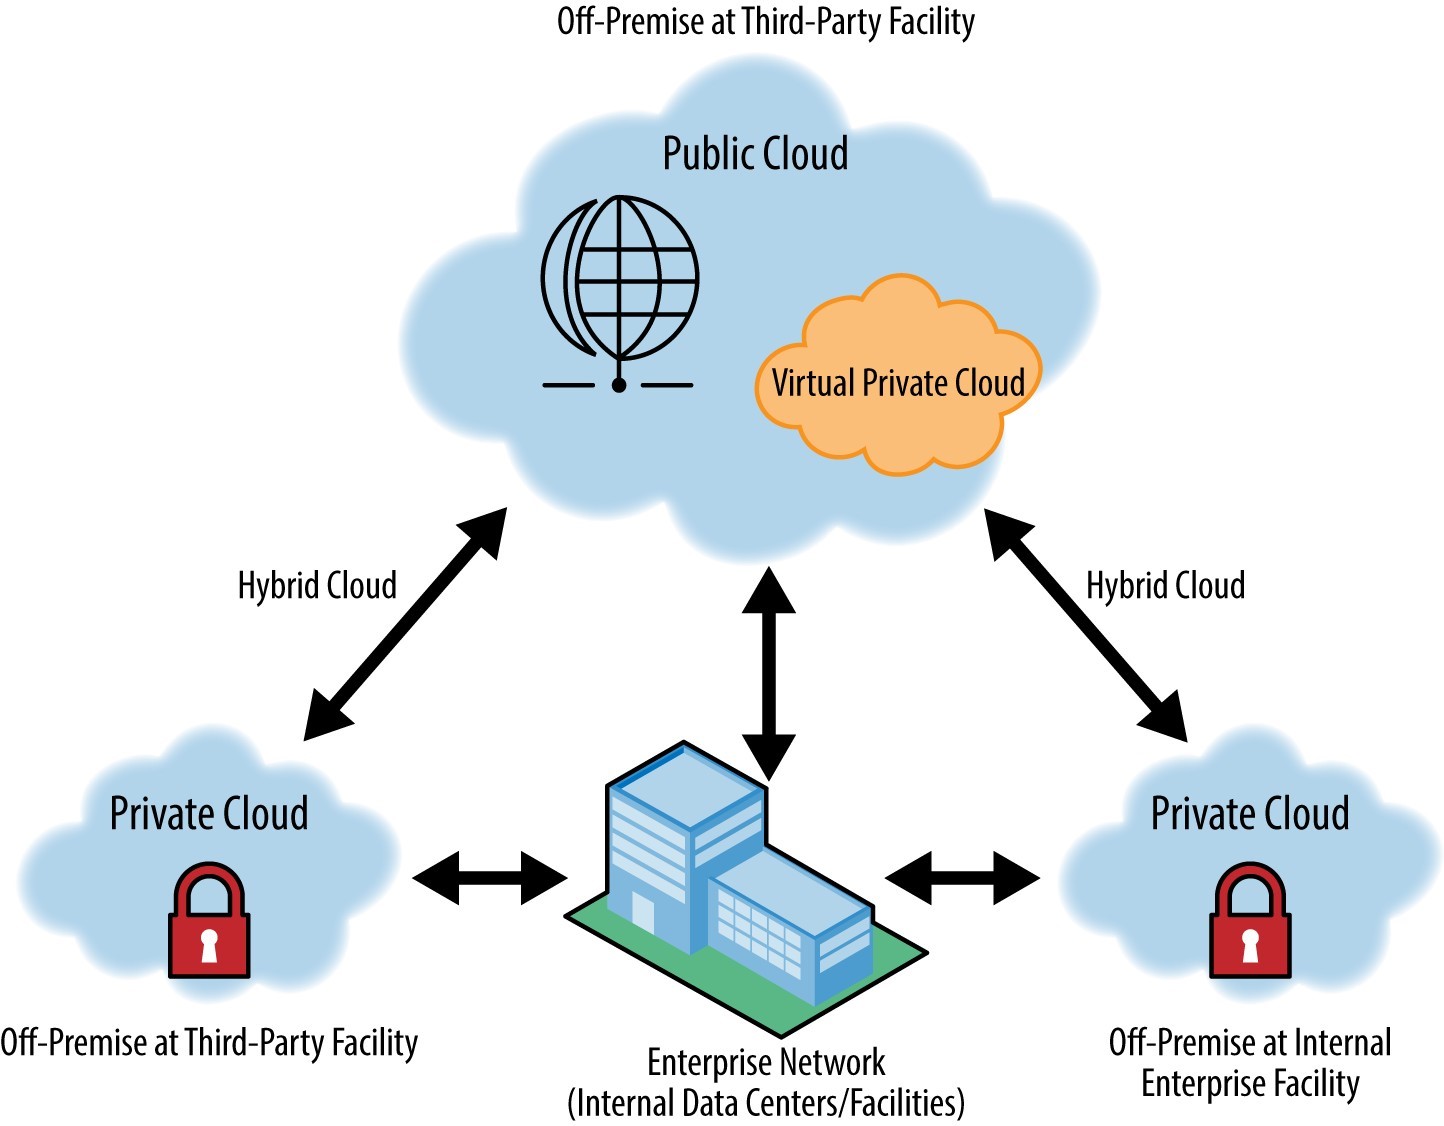 Off-Premise at Third-Party Facility
Public Cloud
Virtual Private Cloud
Hybrid Cloud
Hybrid Cloud
Private Cloud
Private Cloud
Off-Premise at Third-Party Facility
Enterprise Network
(Internal Data Centers/Facilities)
Off-Premise at Internal
Enterprise Facility